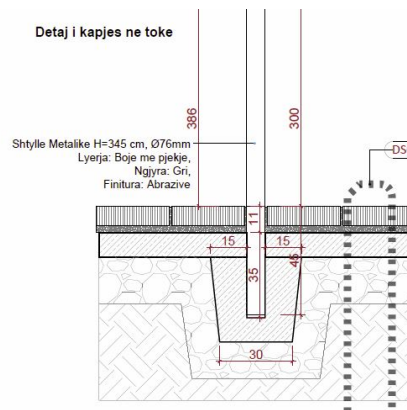 Detaj i kapjes ne toke
386
300
Shtylle Metalike H=345 cm, Ø76mm
Lyerja: Boje me pjekje,
Ngjyra: Gri,
Finitura: Abrazive
DS
11
15
15
35
45
30